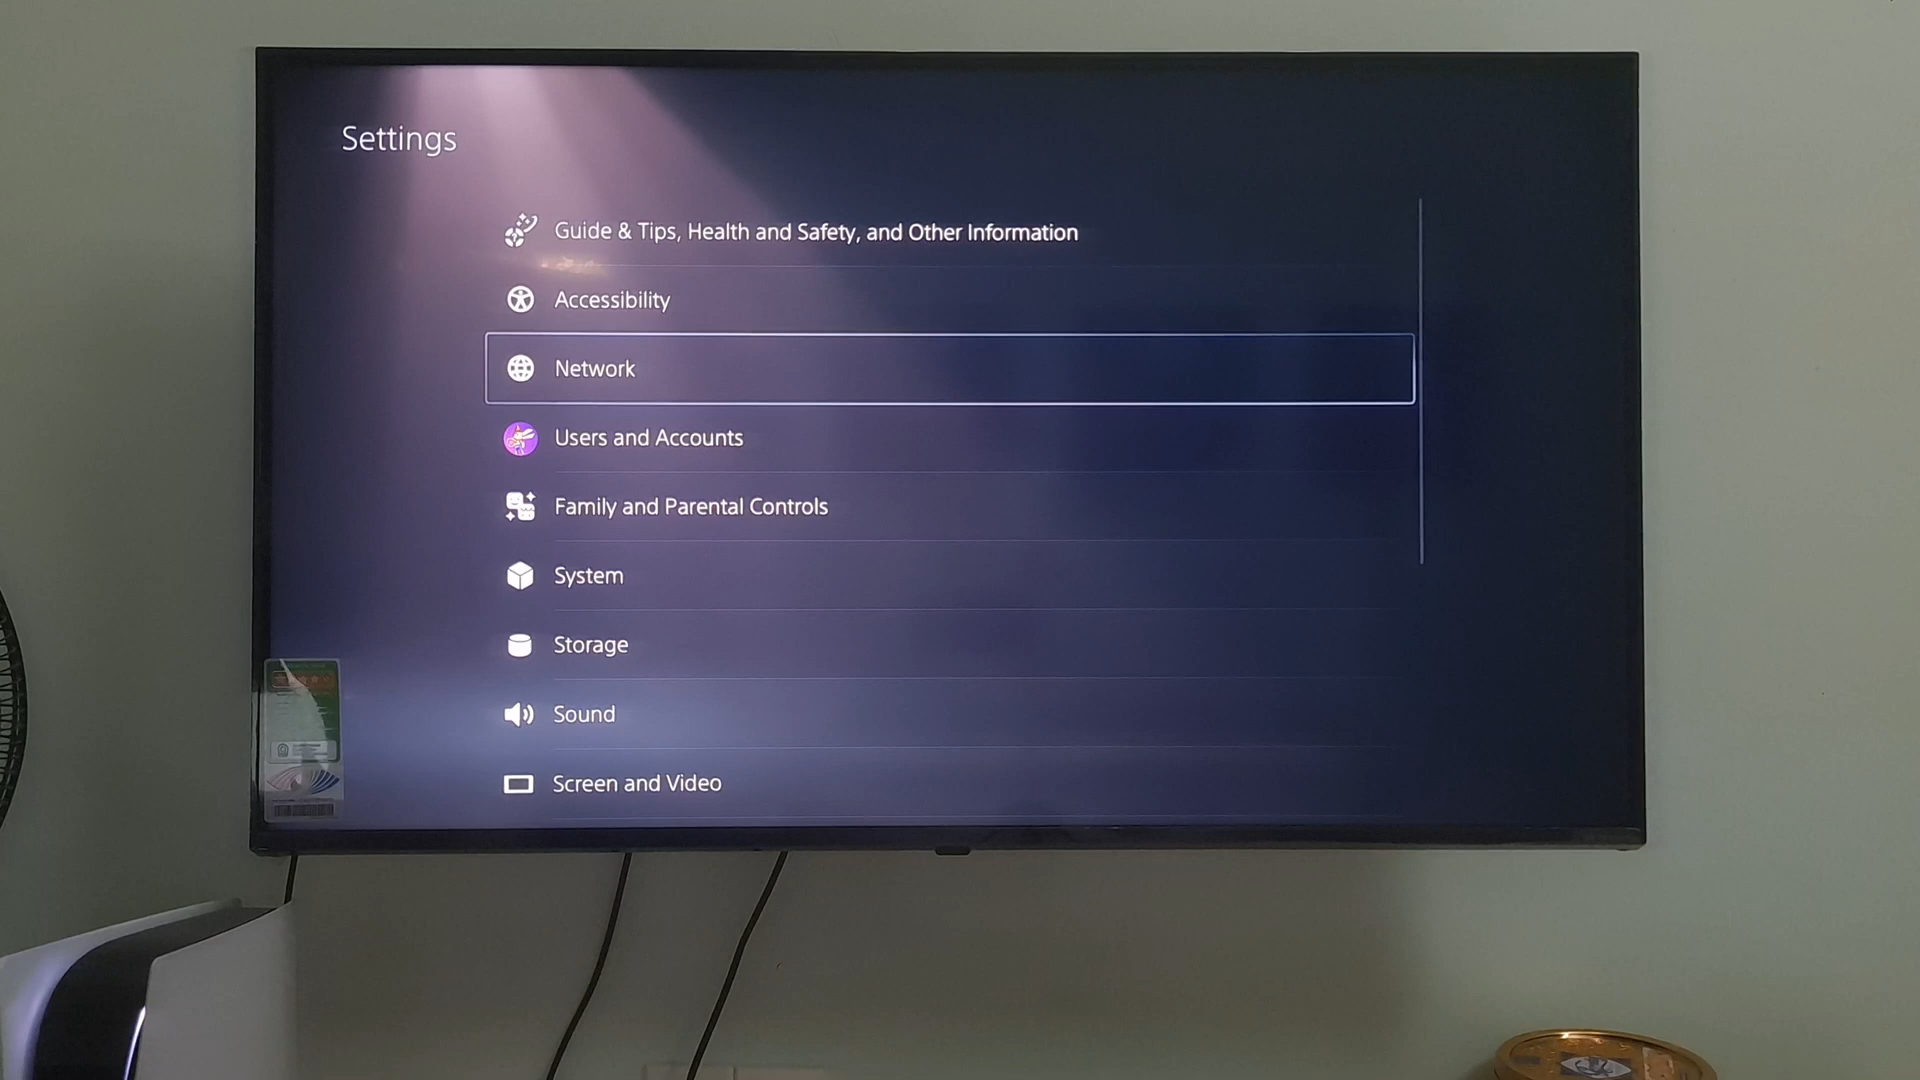 Settings
Guide & Tips, Health and Safety, and Other Information
Accessibility
Network
Users and Accounts
Family and Parental Controls
System
Storage
Sound
Screen and Video